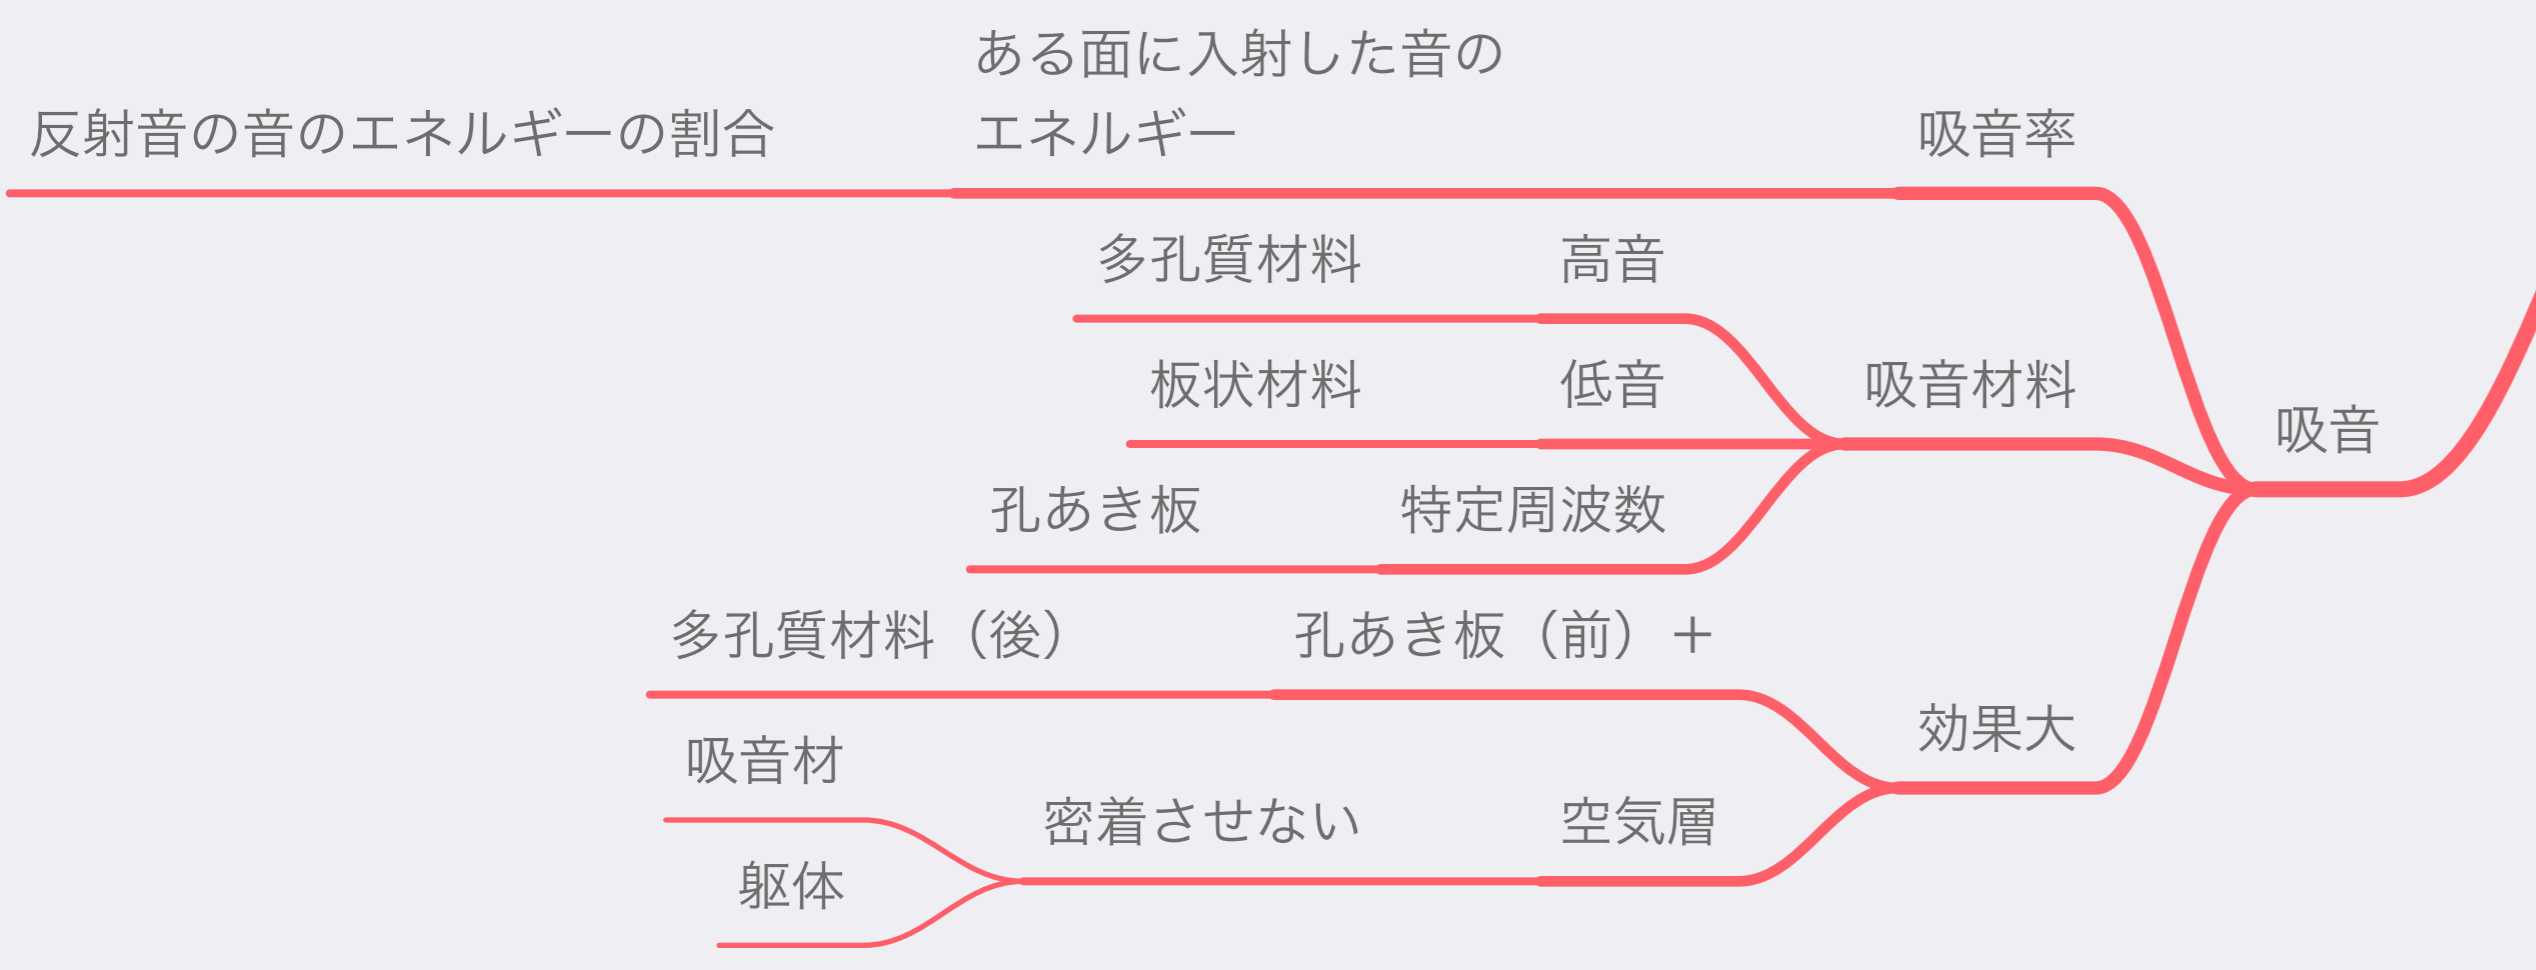 ある面に入射した音の
エネルギー
反射音の音のエネルギーの割合
吸音率
多孔質材料
高音
板状材料
低音
吸音材料
吸音
孔あき板
特定周波数
多孔質材料（後）
孔あき板（前）＋
効果大
吸音材
密着させない
空気層
躯体